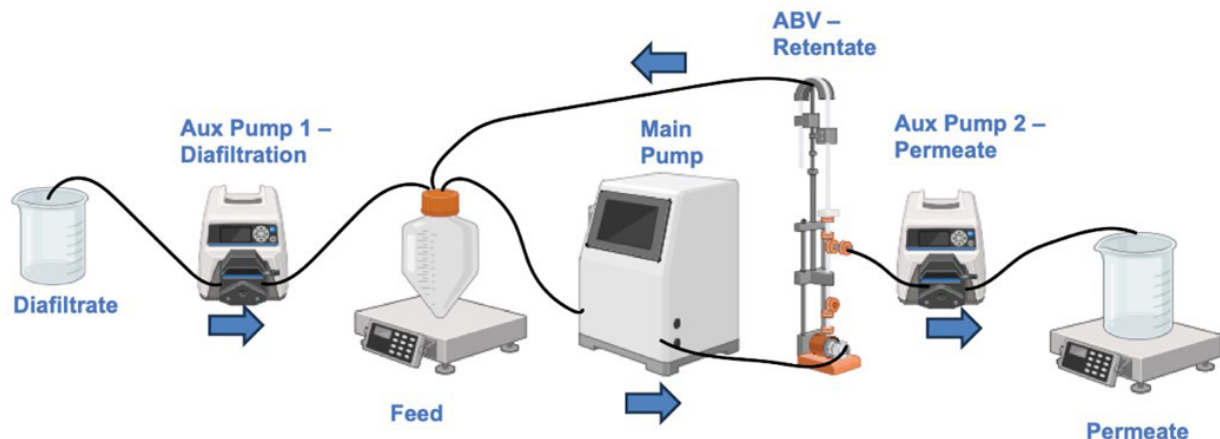 ABV –
Retentate
Aux Pump 1 –
Diafiltration
Main
Pump
Aux Pump 2 –
Permeate
Diafiltrate
Feed
Permeate